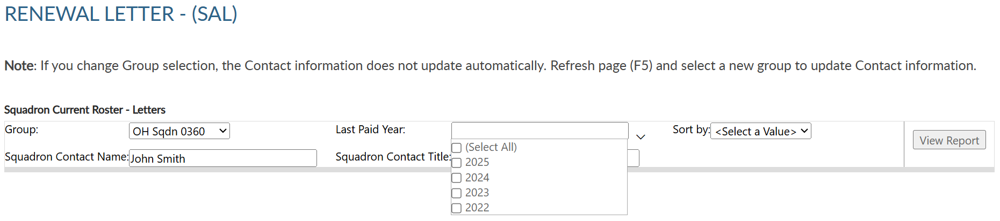 RENEWAL LETTER - (SAL)
Note: If you change Group selection, the Contact information does not update automatically. Refresh page (F5) and select a new group to update Contact information.
Squadron Current Roster - Letters
Group: OH Sqdn 0360 Last Paid Year: Sort by: <Select a Value> View Report
Squadron Contact Name: John Smith Squadron Contact Title:
(Select All)
2025
2024
2023
2022